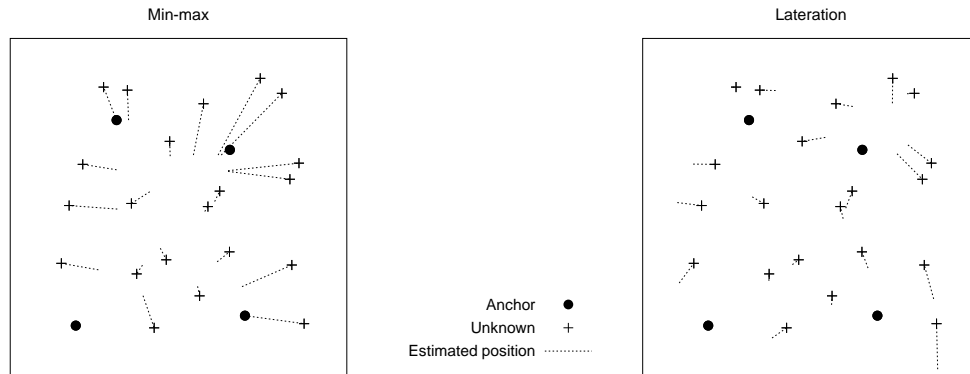 Min-max
Lateration
Anchor
Unknown
Estimated position